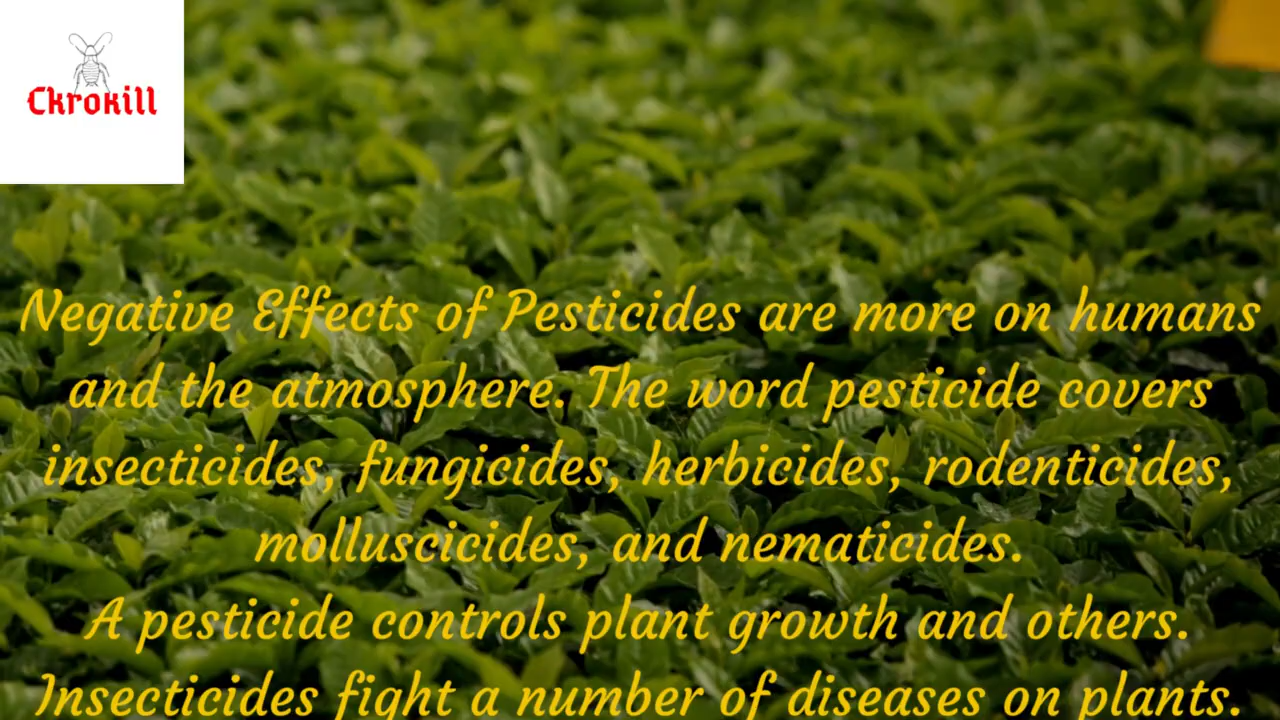 Ckrokill
Negative Effects of Pesticides are more on humans
and the atmosphere. The word pesticide covers
insecticides, fungicides, herbicides, rodenticides,
molluscicides, and nematicides.
A pesticide controls plant growth and others.
Insecticides fight a number of diseases on plants.